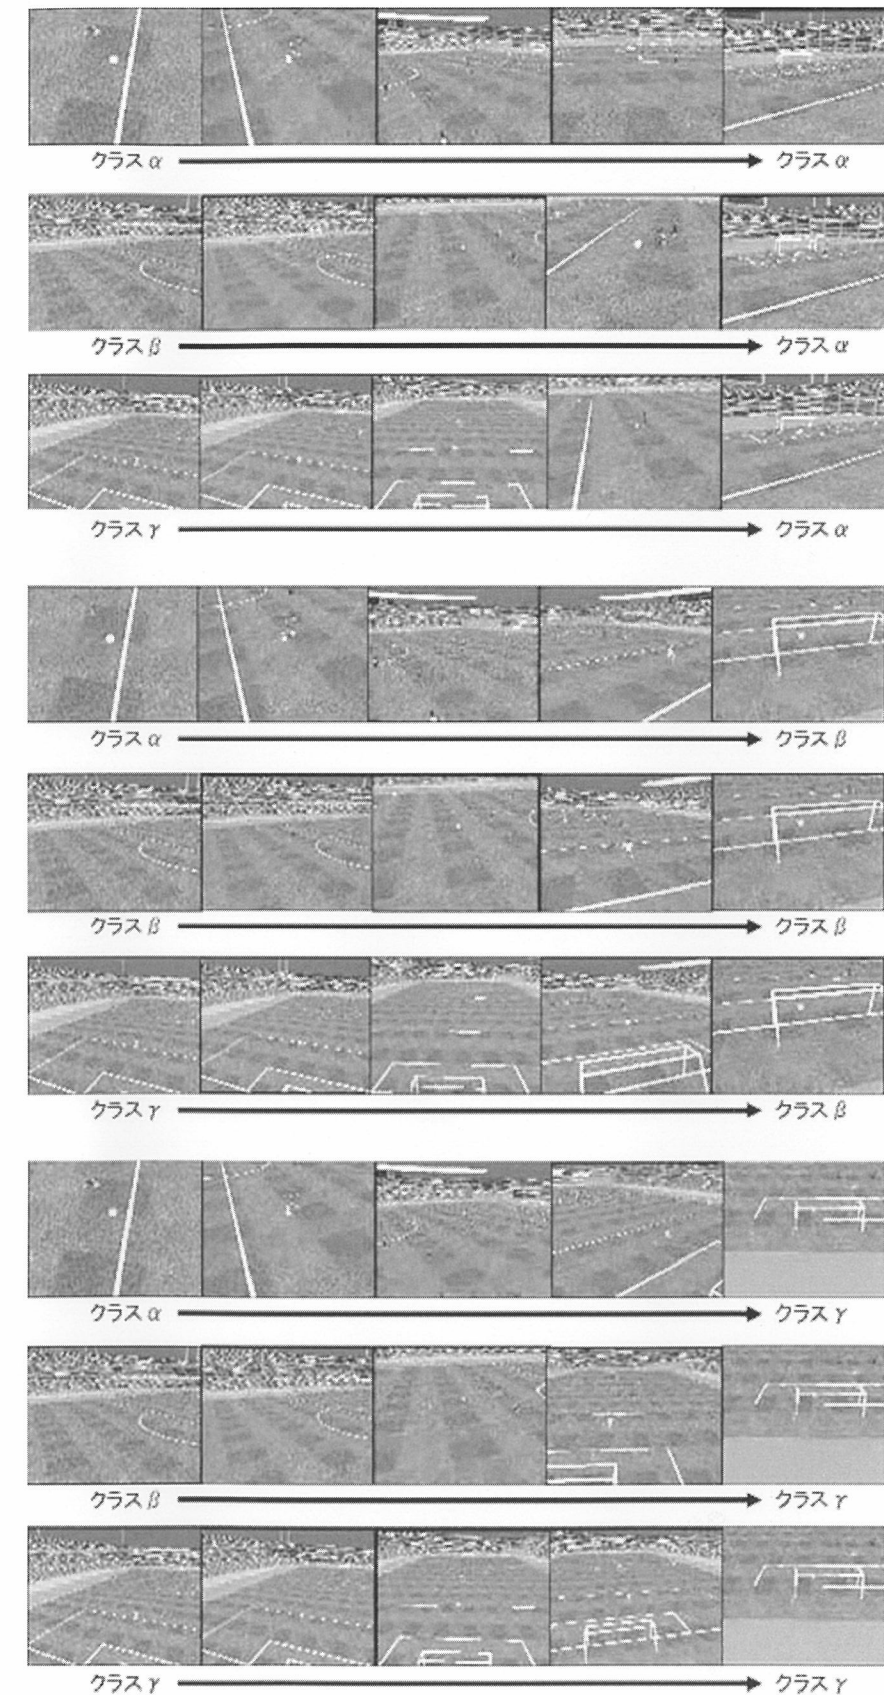 クラス α クラス α
クラス β クラス α
クラス γ クラス α
クラス α クラス β
クラス β クラス β
クラス γ クラス β
クラス α クラス γ
クラス β クラス γ
クラス γ クラス γ